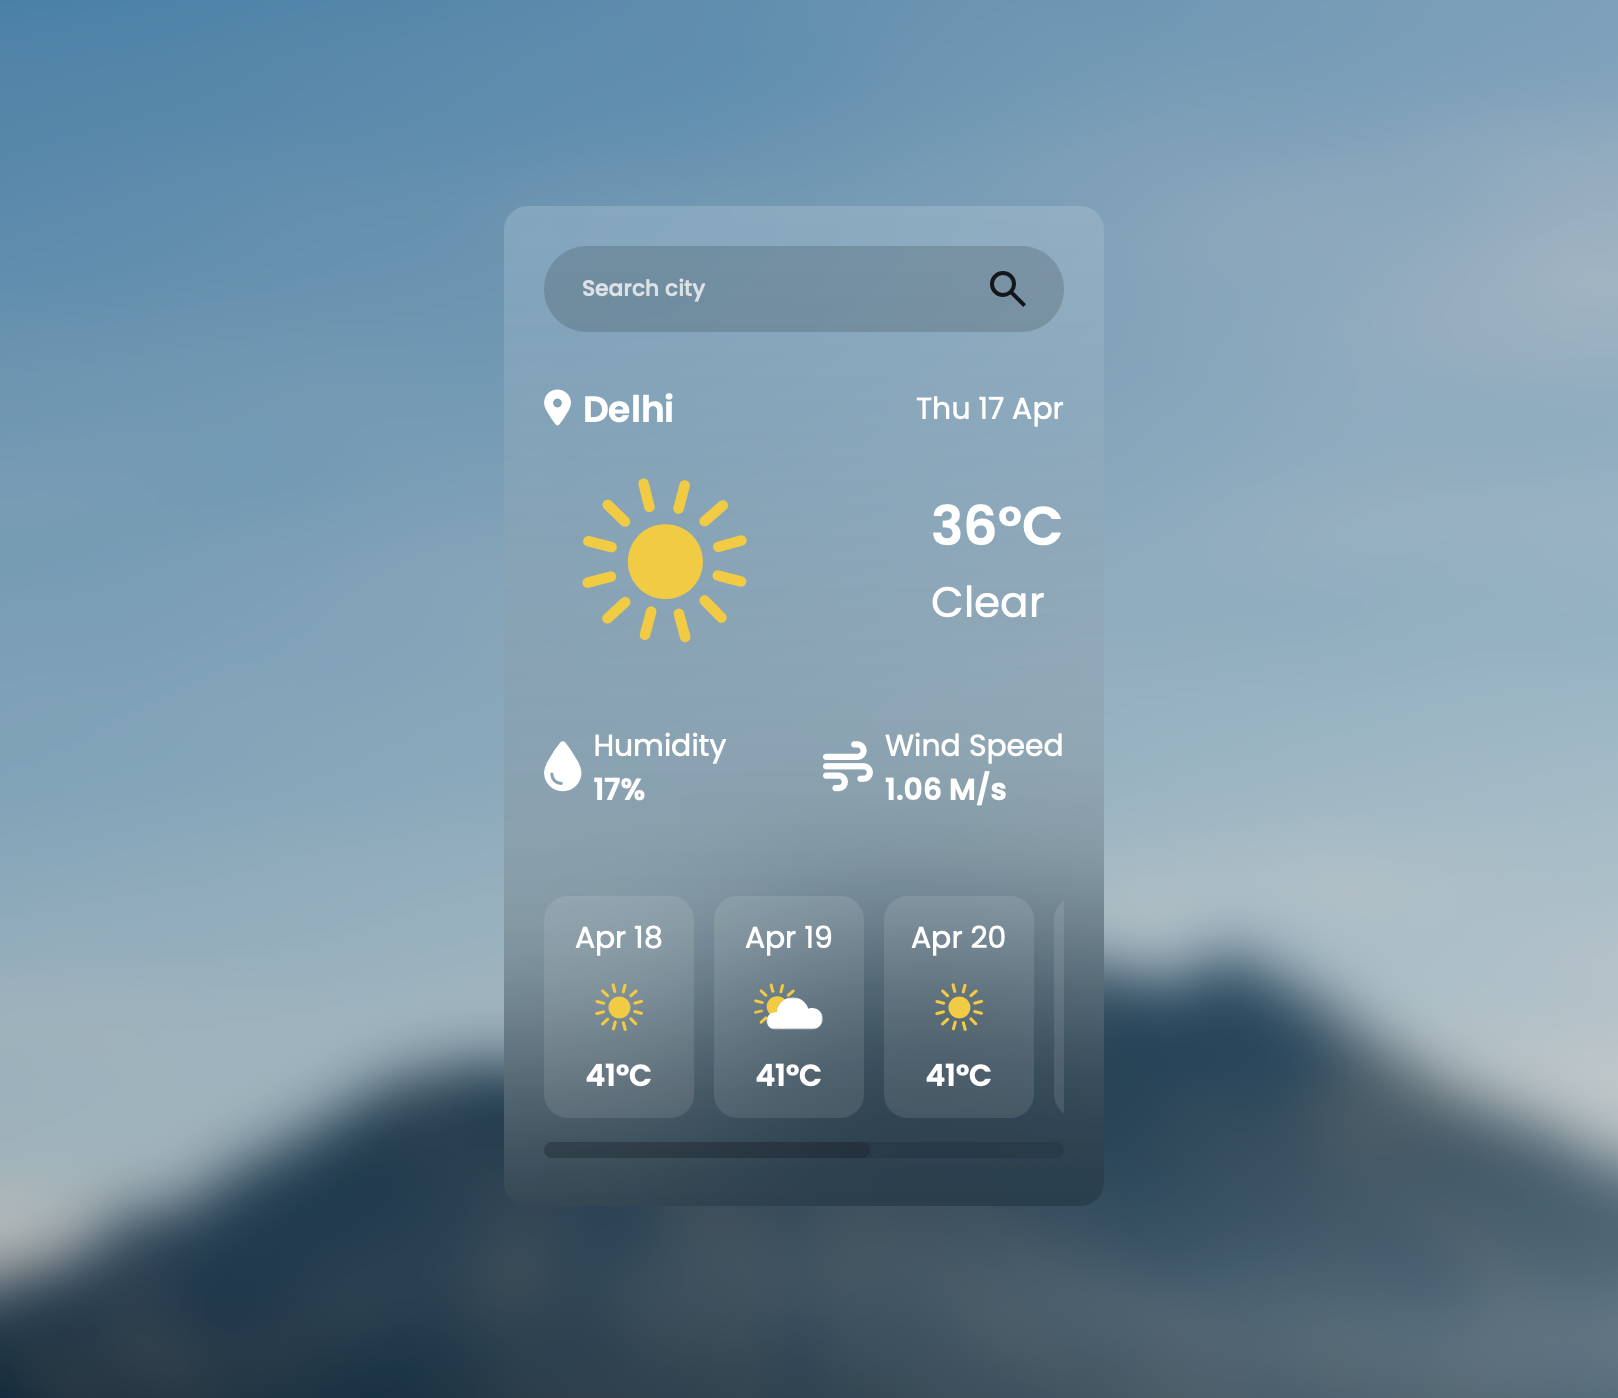 Search city
Delhi
Thu 17 Apr
36°C
Clear
Humidity
17%
Wind Speed
1.06 M/s
Apr 18
41°C
Apr 19
41°C
Apr 20
41°C